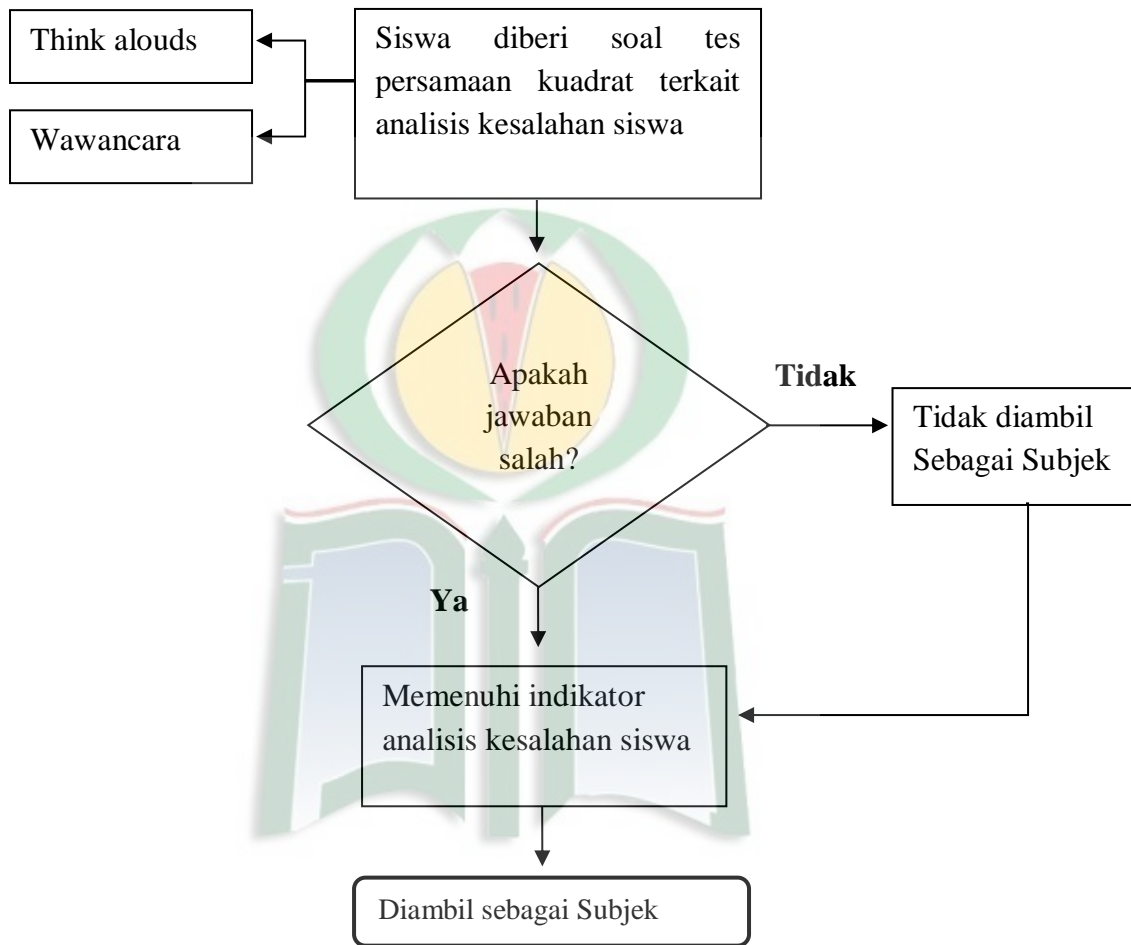 Think alouds
Wawancara
Siswa diberi soal tes
persamaan kuadrat terkait
analisis kesalahan siswa
Apakah
jawaban
salah?
Tidak
Tidak diambil
Sebagai Subjek
Ya
Memenuhi indikator
analisis kesalahan siswa
Diambil sebagai Subjek